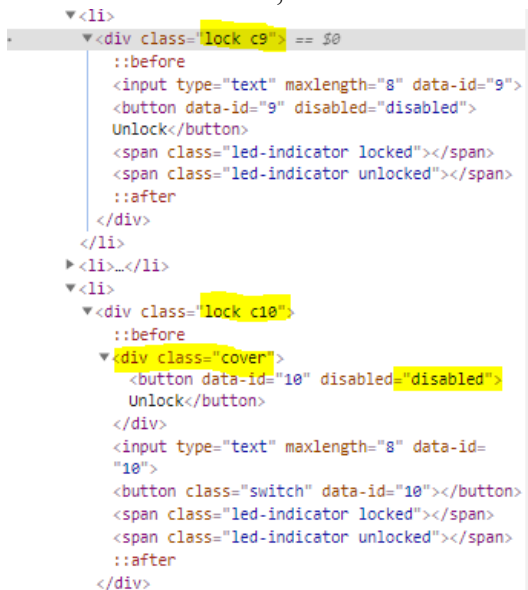 ▼<li>
▼<div class="lock c9"> == $0
::before
<input type="text" maxlength="8" data-id="9">
<button data-id="9" disabled="disabled">
Unlock</button>
<span class="led-indicator locked"></span>
<span class="led-indicator unlocked"></span>
::after
</div>
</li>
▶<li>…</li>
▼<li>
▼<div class="lock c10">
::before
▼<div class="cover">
<button data-id="10" disabled="disabled">
Unlock</button>
</div>
<input type="text" maxlength="8" data-id=
"10">
<button class="switch" data-id="10"></button>
<span class="led-indicator locked"></span>
<span class="led-indicator unlocked"></span>
::after
</div>